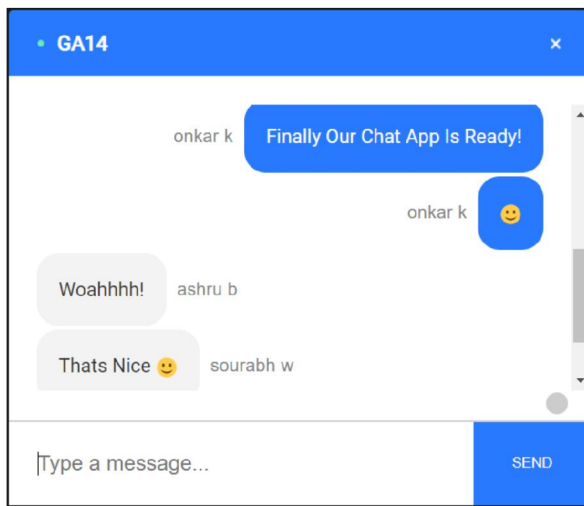 GA14
onkar k Finally Our Chat App Is Ready!
onkar k 🙂
Woahhhh! ashru b
Thats Nice 🙂 sourabh w
Type a message...
SEND